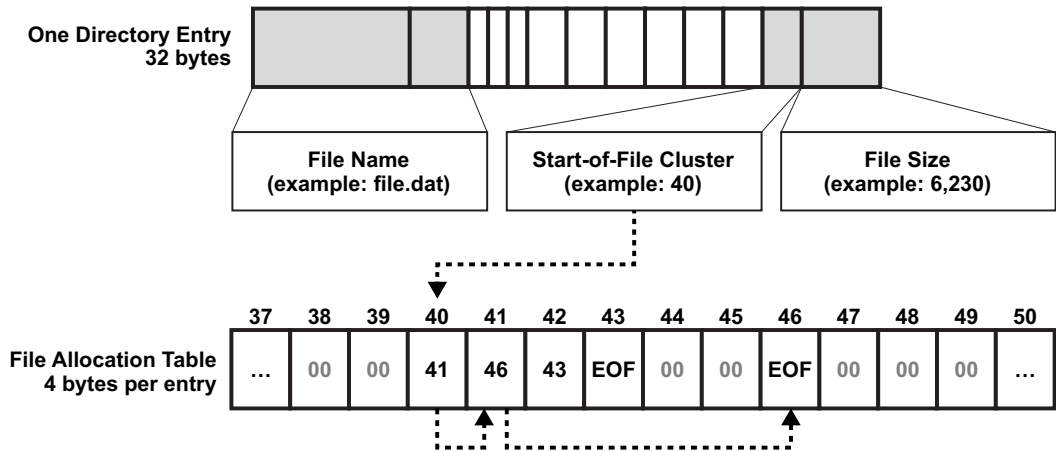 One Directory Entry
32 bytes
File Name
(example: file.dat)
Start-of-File Cluster
(example: 40)
File Size
(example: 6,230)
37 38 39 40 41 42 43 44 45 46 47 48 49 50
File Allocation Table
4 bytes per entry
... 00 00 41 46 43 EOF 00 00 EOF 00 00 00 ...